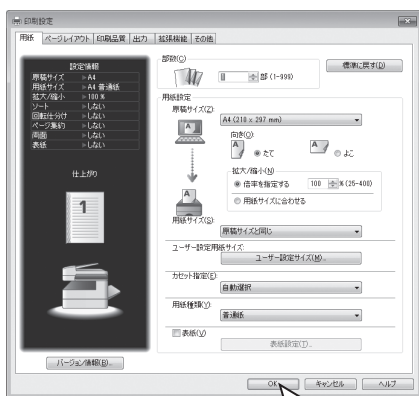 印刷設定
用紙 ページレイアウト 印刷品質 出力 拡張機能 その他
設定情報
原稿サイズ ▷A4
用紙サイズ ▷A4 普通紙
拡大/縮小 ▷100 %
ソート ▷しない
回転仕分け ▷しない
ページ集約 ▷しない
両面 ▷しない
表紙 ▷しない
仕上がり
1
バージョン情報(B)...
部数(C)
1 部 (1-999)
標準に戻す(D)
用紙設定
原稿サイズ(Z):
A4 (210 x 297 mm)
向き(O):
たて よこ
拡大/縮小(N)
倍率を指定する 100 % (25-400)
用紙サイズに合わせる
用紙サイズ(S):
原稿サイズと同じ
ユーザー設定用紙サイズ:
ユーザー設定サイズ(M)...
カセット指定(E):
自動選択
用紙種類(Y):
普通紙
表紙(V)
表紙設定(T)...
OK キャンセル ヘルプ